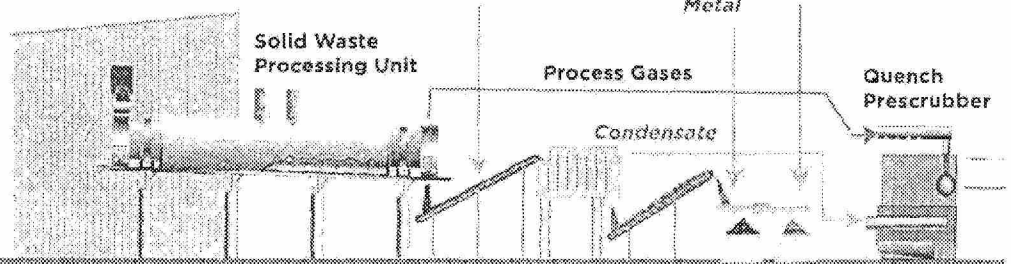 Metal
Solid Waste
Processing Unit
Process Gases
Quench
Prescrubber
Condensate